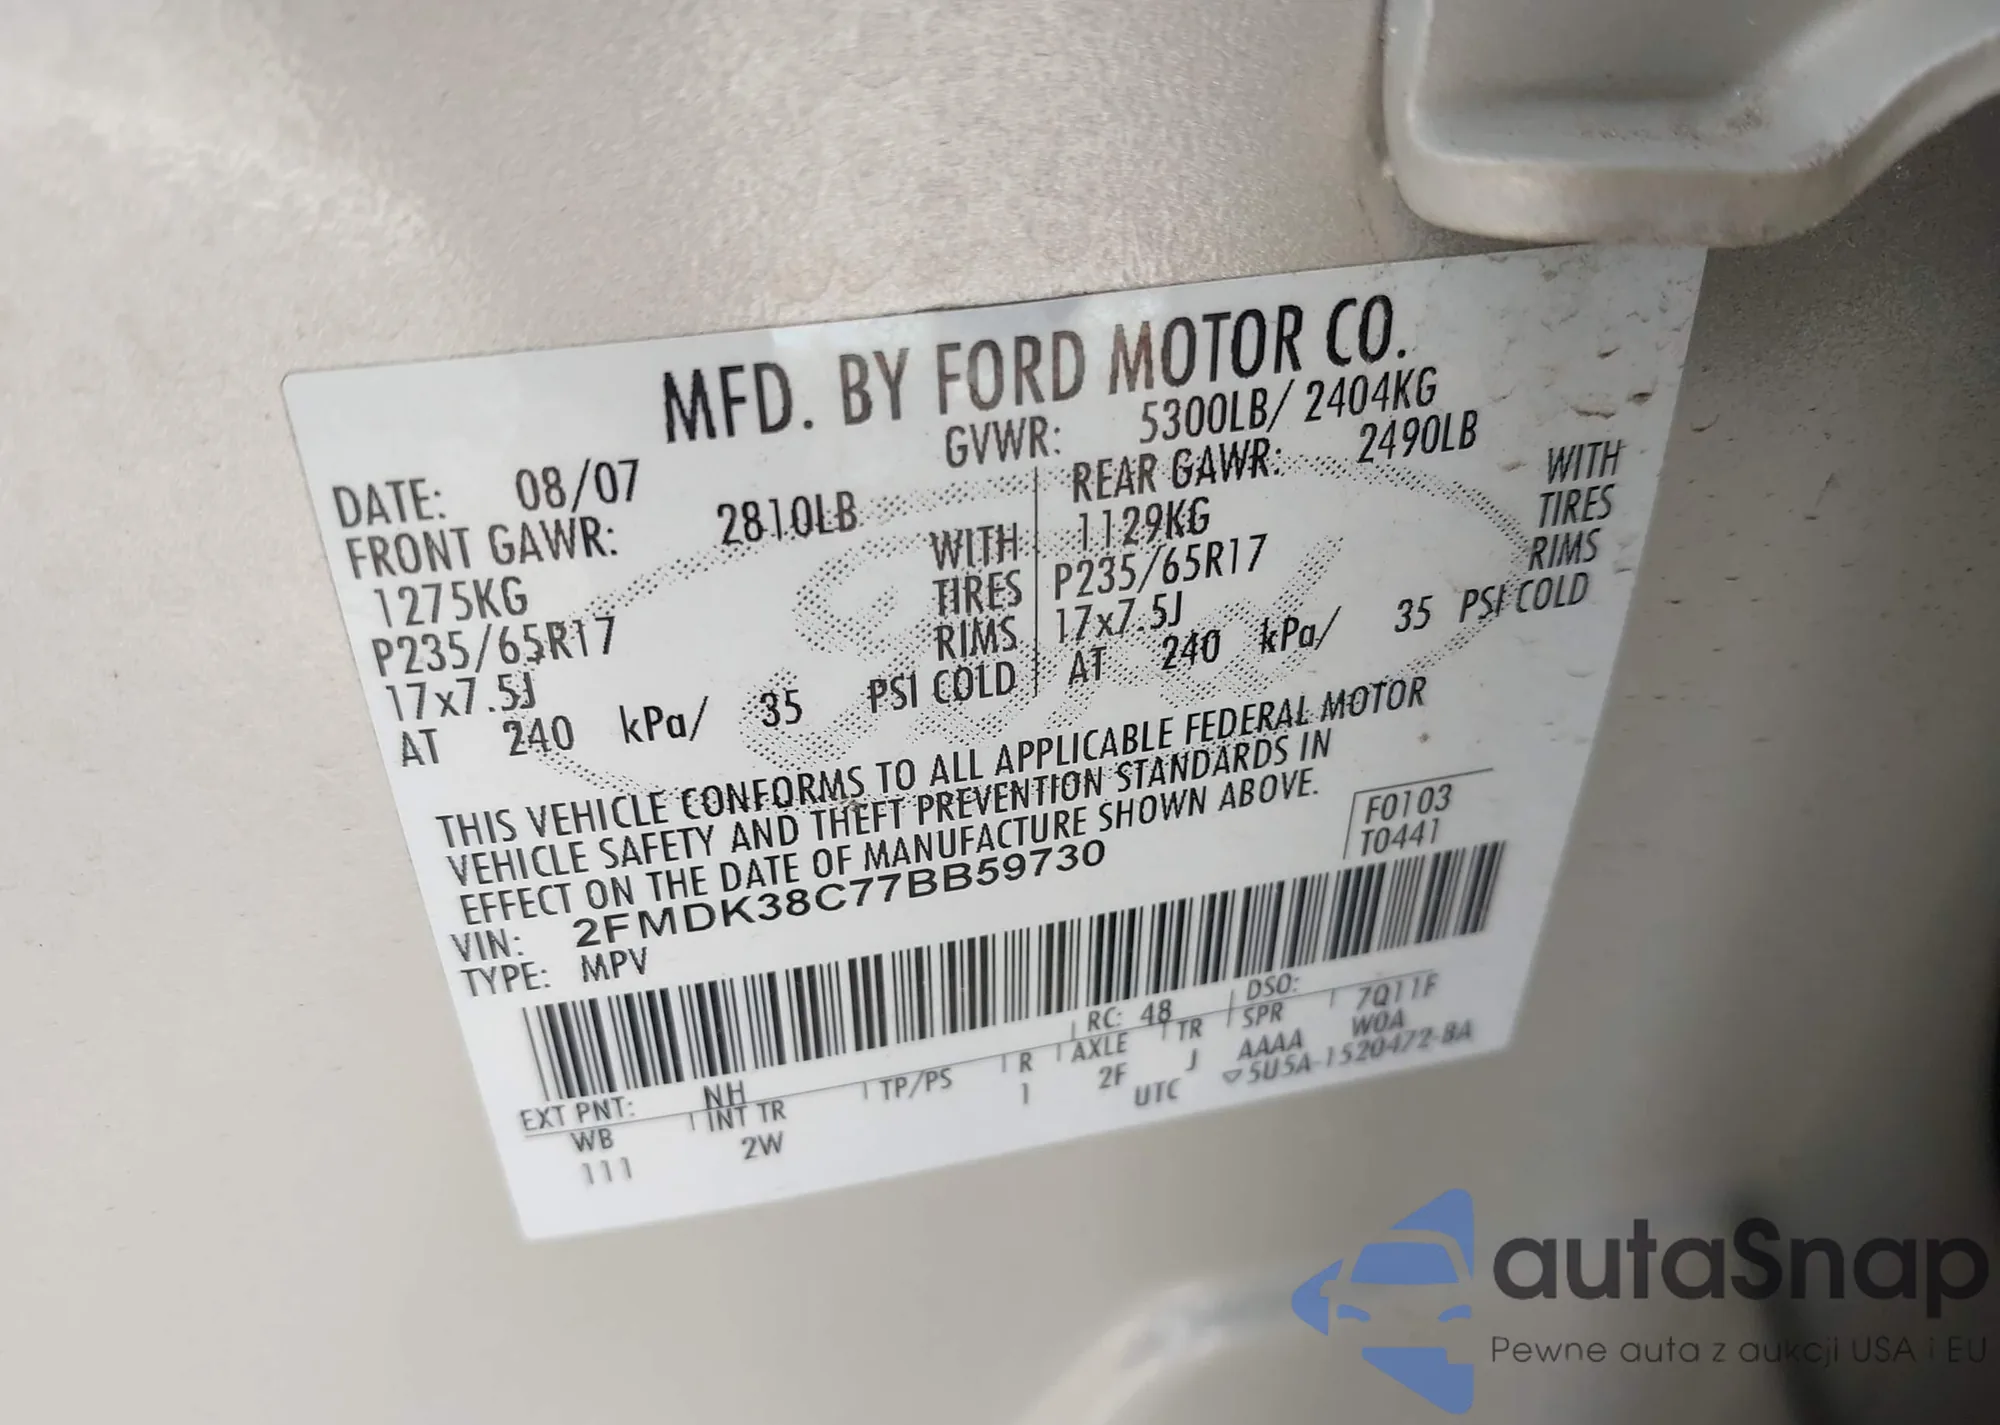 MFD. BY FORD MOTOR CO.
DATE: 08/07 GVWR: 5300LB/ 2404KG
FRONT GAWR: 2810LB REAR GAWR: 2490LB
1275KG WITH 1129KG WITH
P235/65R17 TIRES P235/65R17 TIRES
17x7.5J RIMS 17x7.5J RIMS
AT 240 kPa/ 35 PSI COLD AT 240 kPa/ 35 PSI COLD
THIS VEHICLE CONFORMS TO ALL APPLICABLE FEDERAL MOTOR
VEHICLE SAFETY AND THEFT PREVENTION STANDARDS IN
EFFECT ON THE DATE OF MANUFACTURE SHOWN ABOVE.
F0103
T0441
VIN: 2FMDK38C77BB59730
TYPE: MPV
EXT PNT: NH RC: 48 DSO: 7Q11F
WB INT TR TP/PS R AXLE TR SPR W0A
111 2W 1 2F J AAAA
UTC ▽5U5A-1520472-BA
autaSnap
Pewne auta z aukcji USA i EU